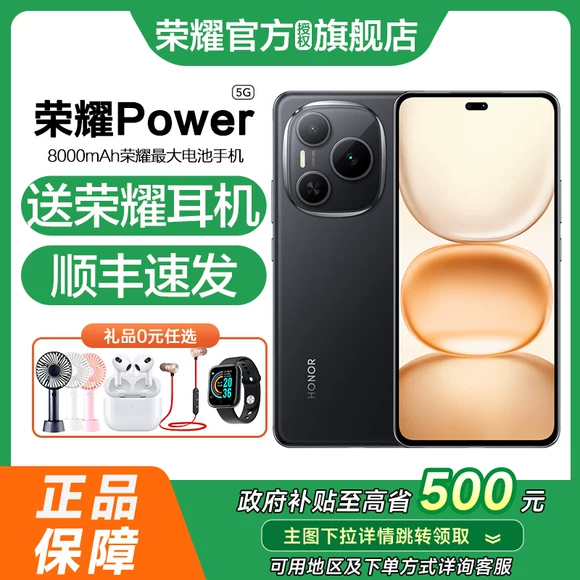 荣耀官方授权旗舰店
5G
荣耀Power
8000mAh荣耀最大电池手机
送荣耀耳机
顺丰速发
礼品0元任选
HONOR
正品
保障
政府补贴至高省500元
主图下拉详情跳转领取
可用地区及下单方式详询客服